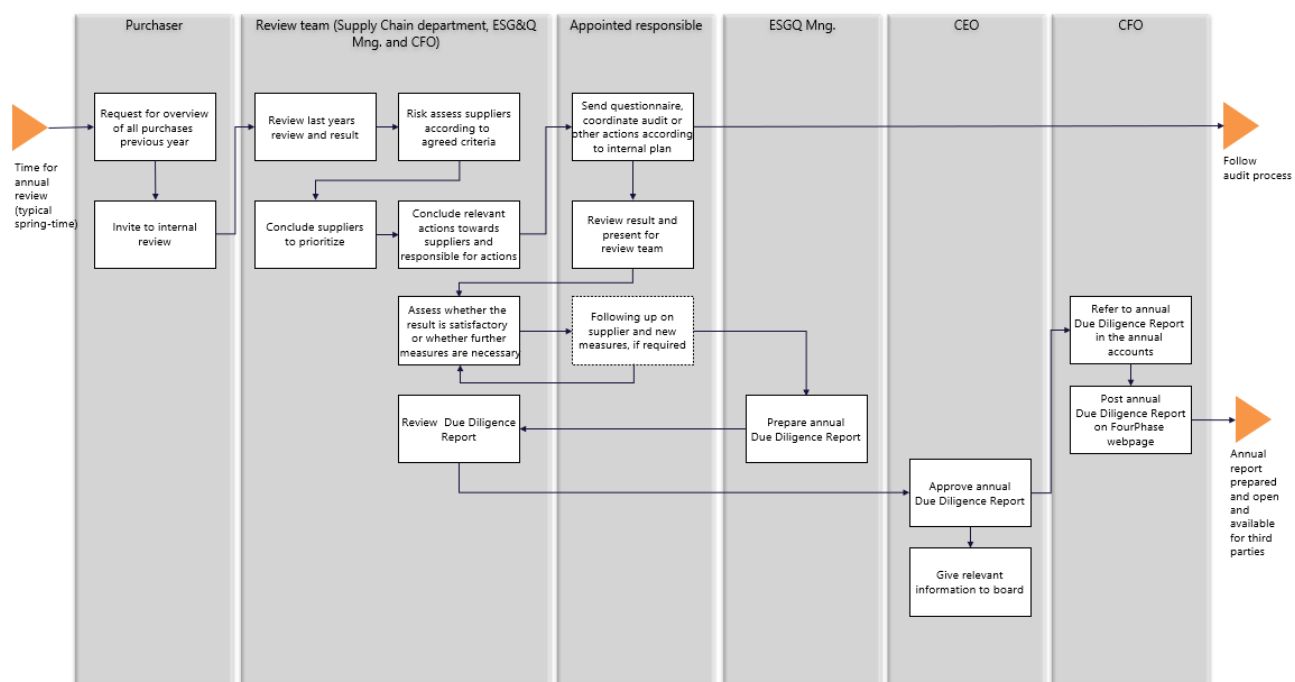 Purchaser
Review team (Supply Chain department, ESG&Q
Mng. and CFO)
Appointed responsible
ESGQ Mng.
CEO
CFO
Time for
annual
review
(typical
spring-time)
Request for overview
of all purchases
previous year
Invite to internal
review
Review last years
review and result
Risk assess suppliers
according to
agreed criteria
Conclude suppliers
to prioritize
Conclude relevant
actions towards
suppliers and
responsible for actions
Send questionnaire,
coordinate audit or
other actions according
to internal plan
Follow
audit process
Review result and
present for
review team
Assess whether the
result is satisfactory
or whether further
measures are necessary
Following up on
supplier and new
measures, if required
Prepare annual
Due Diligence Report
Review Due Diligence
Report
Approve annual
Due Diligence Report
Give relevant
information to board
Refer to annual
Due Diligence Report
in the annual
accounts
Post annual
Due Diligence Report
on FourPhase
webpage
Annual
report
prepared
and open
and
available
for third
parties